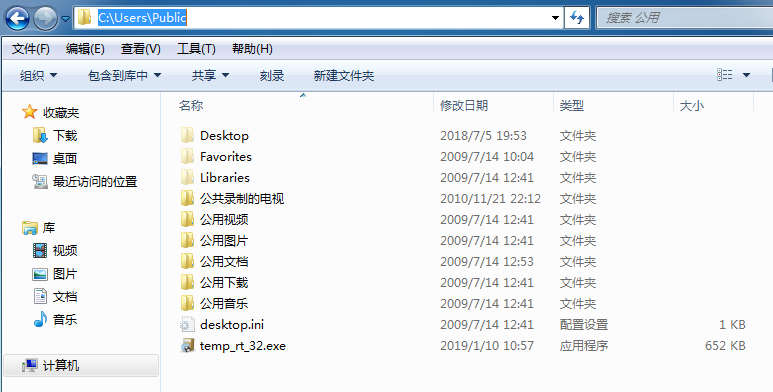 C:\Users\Public 搜索 公用
文件(F) 编辑(E) 查看(V) 工具(T) 帮助(H)
组织 包含到库中 共享 刻录 新建文件夹
收藏夹
下载
桌面
最近访问的位置
库
视频
图片
文档
音乐
计算机
名称 修改日期 类型 大小
Desktop 2018/7/5 19:53 文件夹
Favorites 2009/7/14 10:04 文件夹
Libraries 2009/7/14 12:41 文件夹
公共录制的电视 2010/11/21 22:12 文件夹
公用视频 2009/7/14 12:41 文件夹
公用图片 2009/7/14 12:41 文件夹
公用文档 2009/7/14 12:53 文件夹
公用下载 2009/7/14 12:41 文件夹
公用音乐 2009/7/14 12:41 文件夹
desktop.ini 2009/7/14 12:41 配置设置 1 KB
temp_rt_32.exe 2019/1/10 10:57 应用程序 652 KB